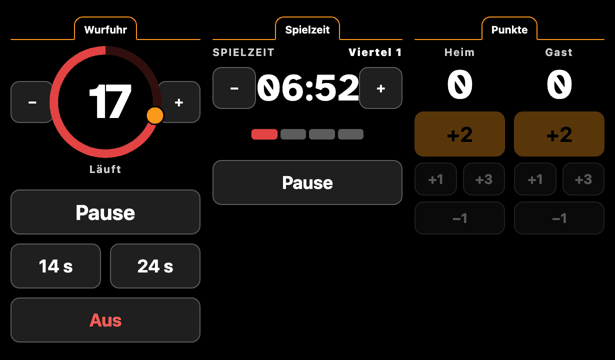 Wurfuhr
−
17
+
Läuft
Pause
14 s
24 s
Aus
Spielzeit
SPIELZEIT
Viertel 1
−
06:52
+
Pause
Punkte
Heim
Gast
0
0
+2
+2
+1
+3
+1
+3
−1
−1